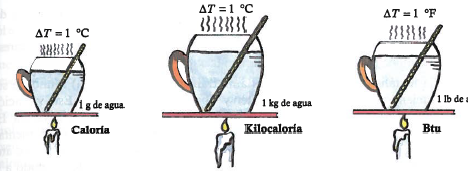 ΔT = 1 °C
1 g de agua.
Caloría
ΔT = 1 °C
1 kg de agua
Kilocaloría
ΔT = 1 °F
1 lb de a
Btu